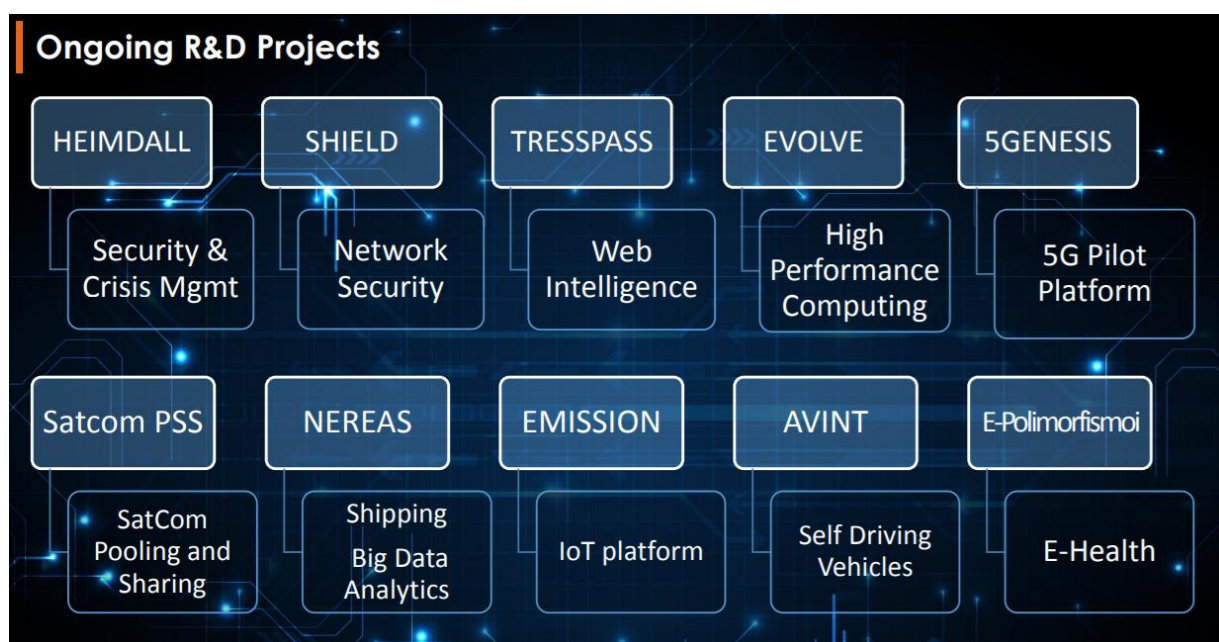 Ongoing R&D Projects
HEIMDALL
Security &
Crisis Mgmt
SHIELD
Network
Security
TRESSPASS
Web
Intelligence
EVOLVE
High
Performance
Computing
5GENESIS
5G Pilot
Platform
Satcom PSS
SatCom
Pooling and
Sharing
NEREAS
Shipping
Big Data
Analytics
EMISSION
IoT platform
AVINT
Self Driving
Vehicles
E-Polimorfismoi
E-Health